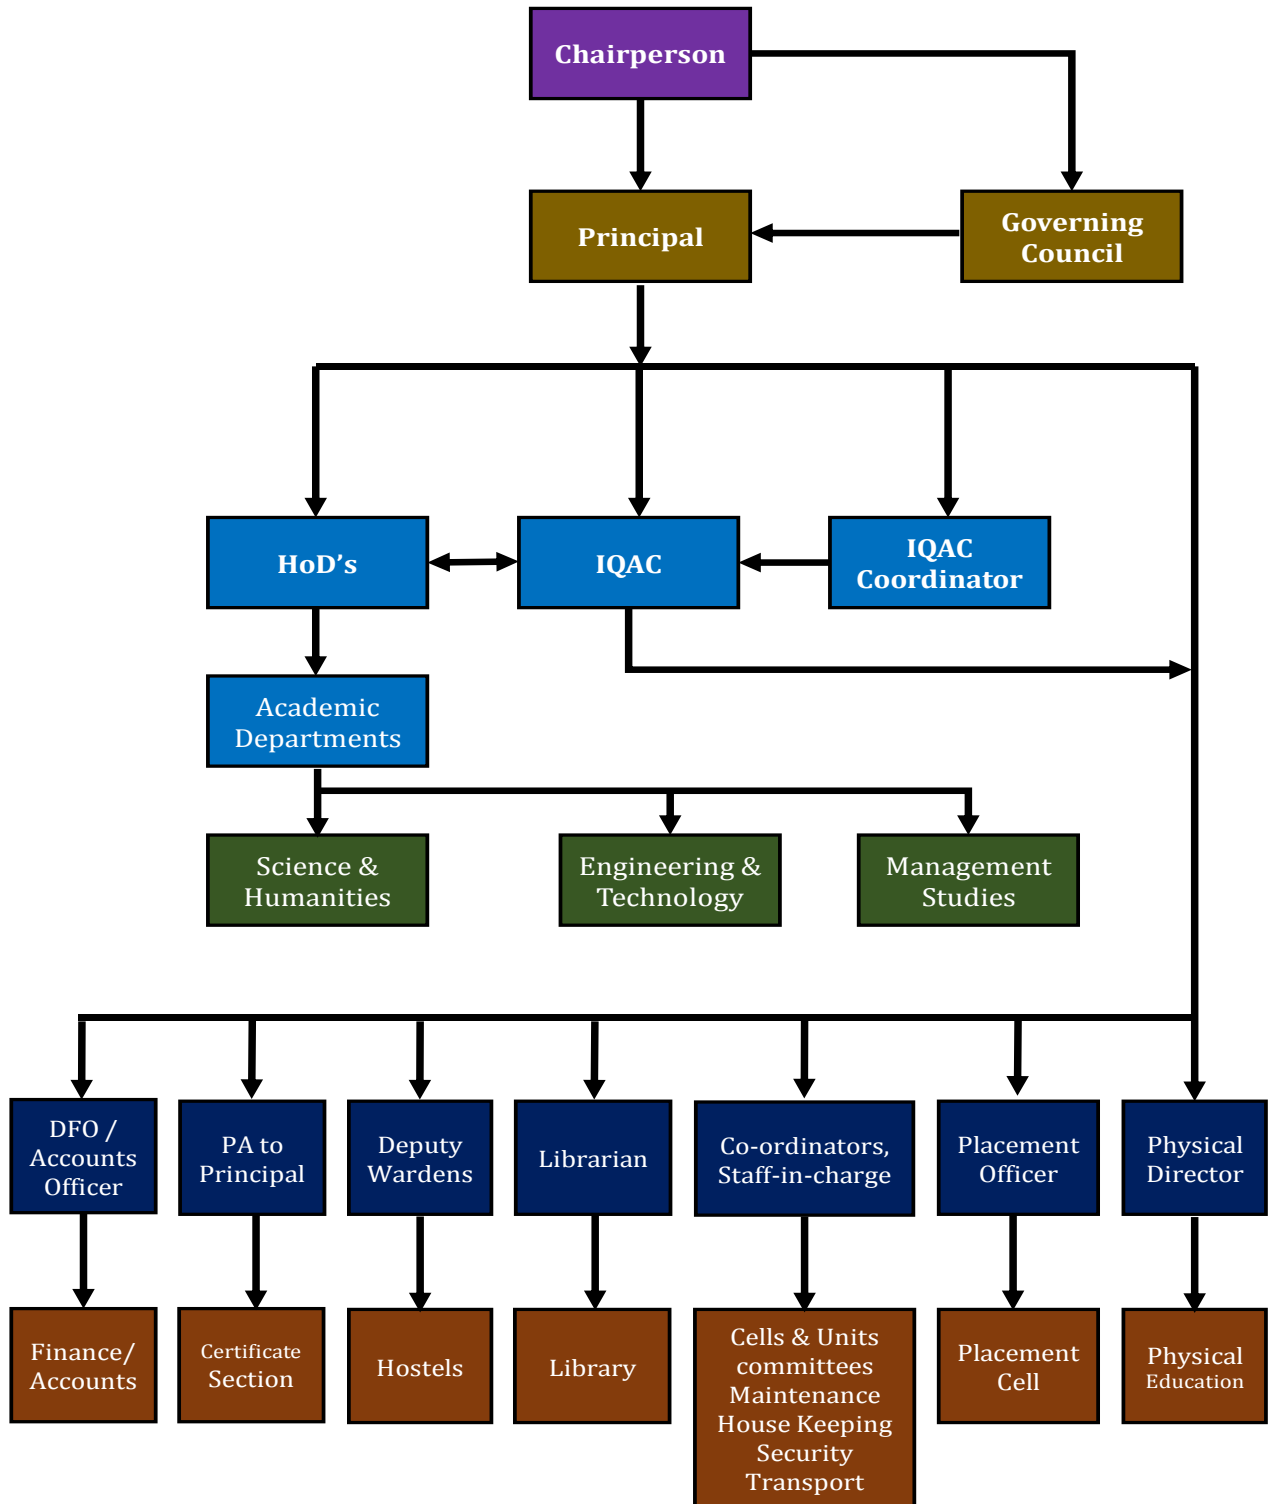 Chairperson
Principal
Governing
Council
HoD’s
IQAC
IQAC
Coordinator
Academic
Departments
Science &
Humanities
Engineering &
Technology
Management
Studies
DFO /
Accounts
Officer
PA to
Principal
Deputy
Wardens
Librarian
Co-ordinators,
Staff-in-charge
Placement
Officer
Physical
Director
Finance/
Accounts
Certificate
Section
Hostels
Library
Cells & Units
committees
Maintenance
House Keeping
Security
Transport
Placement
Cell
Physical
Education